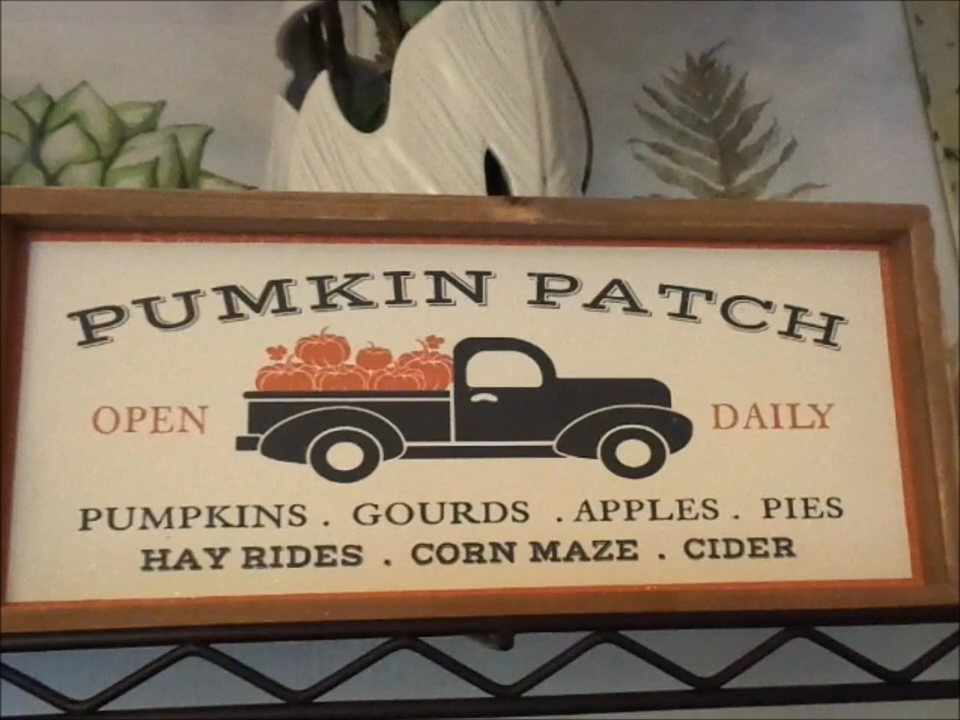 PUMKIN PATCH
OPEN DAILY
PUMPKINS . GOURDS . APPLES . PIES
HAY RIDES . CORN MAZE . CIDER